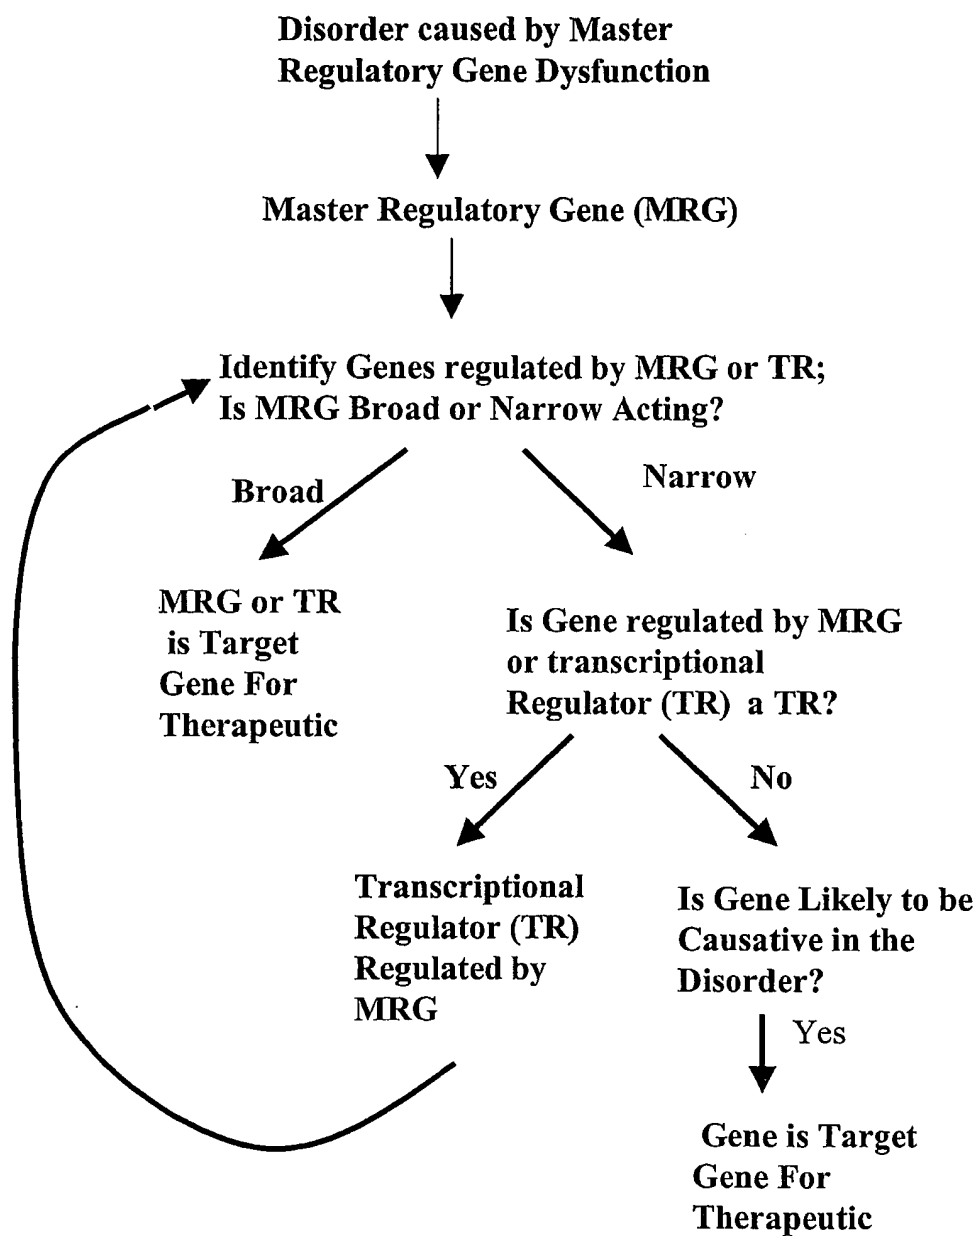 Disorder caused by Master
Regulatory Gene Dysfunction
Master Regulatory Gene (MRG)
Identify Genes regulated by MRG or TR;
Is MRG Broad or Narrow Acting?
Broad
Narrow
MRG or TR
is Target
Gene For
Therapeutic
Is Gene regulated by MRG
or transcriptional
Regulator (TR) a TR?
Yes
No
Transcriptional
Regulator (TR)
Regulated by
MRG
Is Gene Likely to be
Causative in the
Disorder?
Yes
Gene is Target
Gene For
Therapeutic